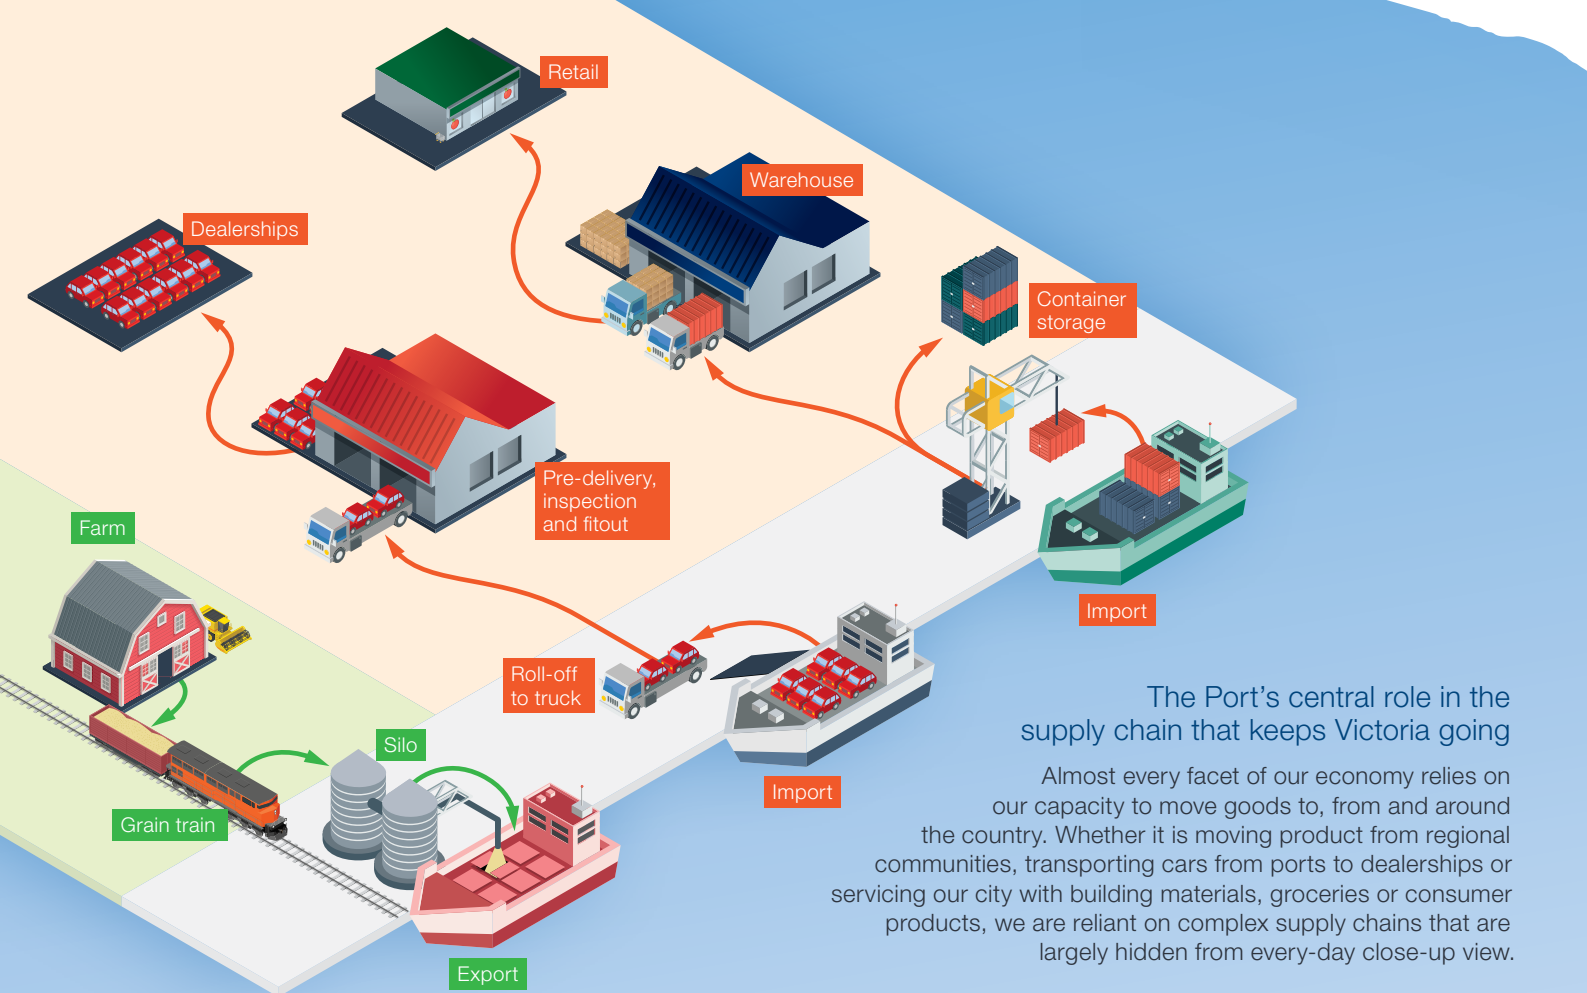 Retail
Warehouse
Dealerships
Container
storage
Pre-delivery,
inspection
and fitout
Farm
Import
Roll-off
to truck
Silo
Import
Grain train
Export
The Port’s central role in the
supply chain that keeps Victoria going
Almost every facet of our economy relies on
our capacity to move goods to, from and around
the country. Whether it is moving product from regional
communities, transporting cars from ports to dealerships or
servicing our city with building materials, groceries or consumer
products, we are reliant on complex supply chains that are
largely hidden from every-day close-up view.